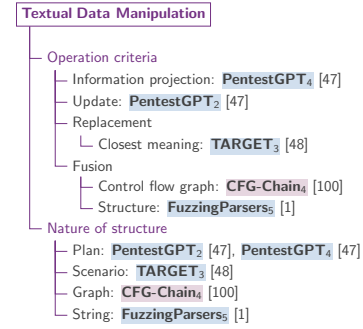 Textual Data Manipulation
Operation criteria
Information projection: PentestGPT4 [47]
Update: PentestGPT2 [47]
Replacement
Closest meaning: TARGET3 [48]
Fusion
Control flow graph: CFG-Chain4 [100]
Structure: FuzzingParsers5 [1]
Nature of structure
Plan: PentestGPT2 [47], PentestGPT4 [47]
Scenario: TARGET3 [48]
Graph: CFG-Chain4 [100]
String: FuzzingParsers5 [1]